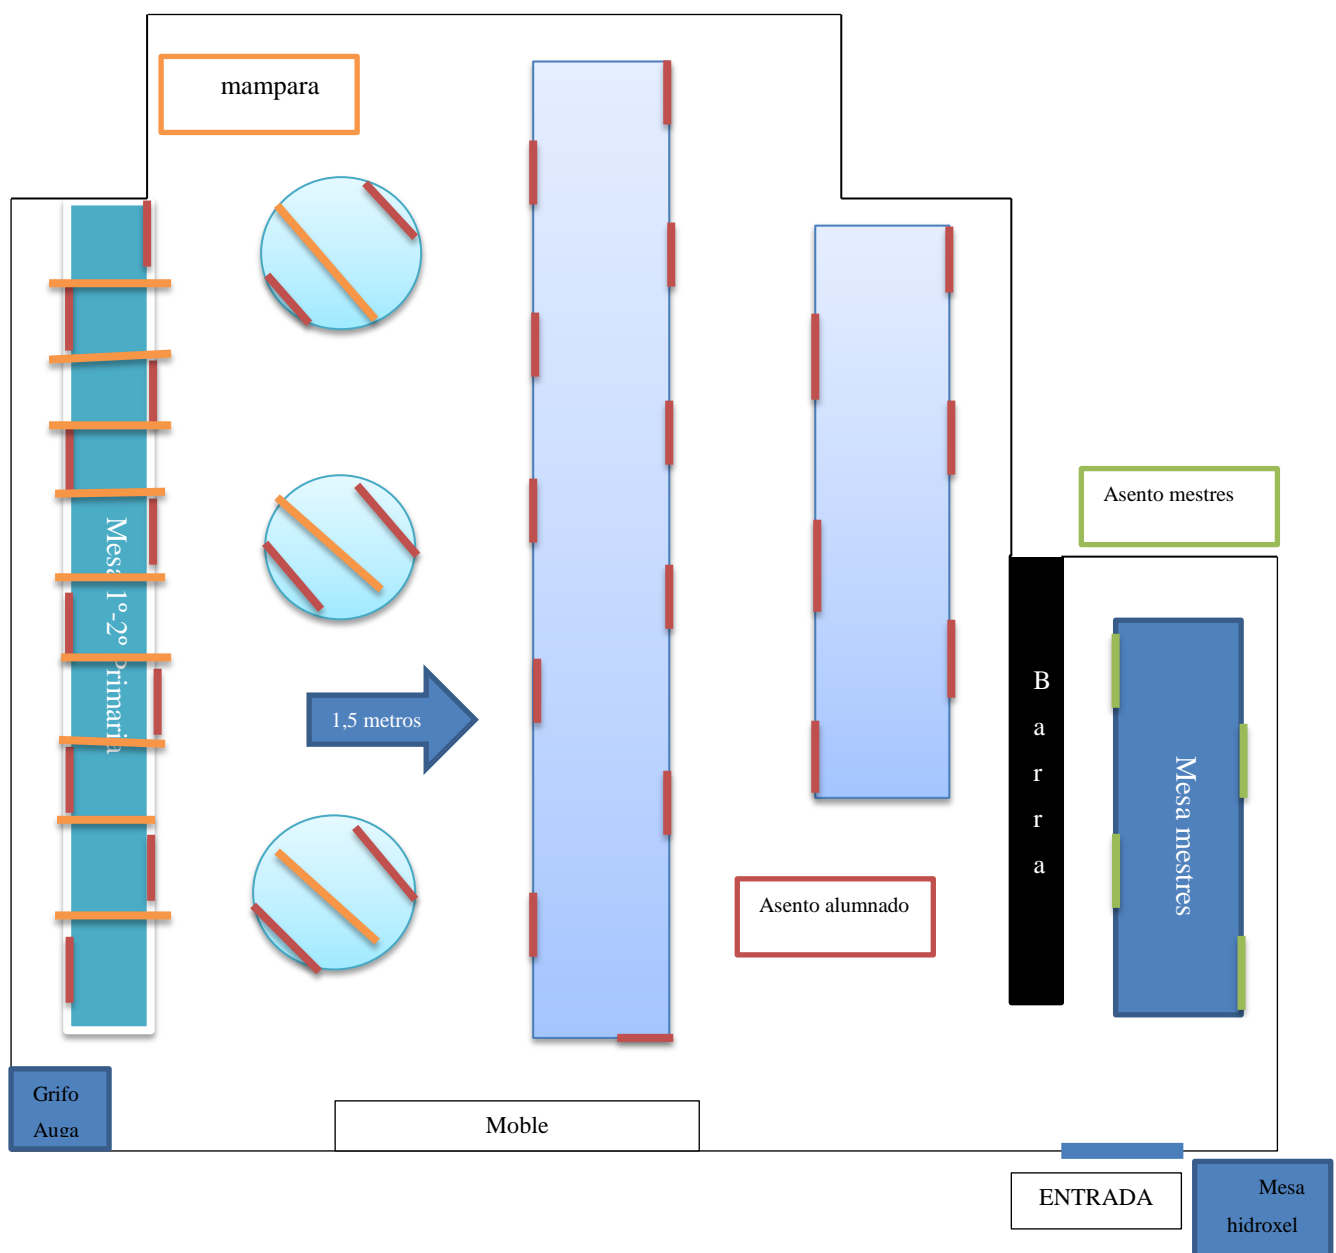 mampara
Asento mestres
Mesa 1º-2º Primaria
1,5 metros
B
a
r
r
a
Mesa mestres
Asento alumnado
Grifo
Auga
Moble
ENTRADA
Mesa
hidroxel